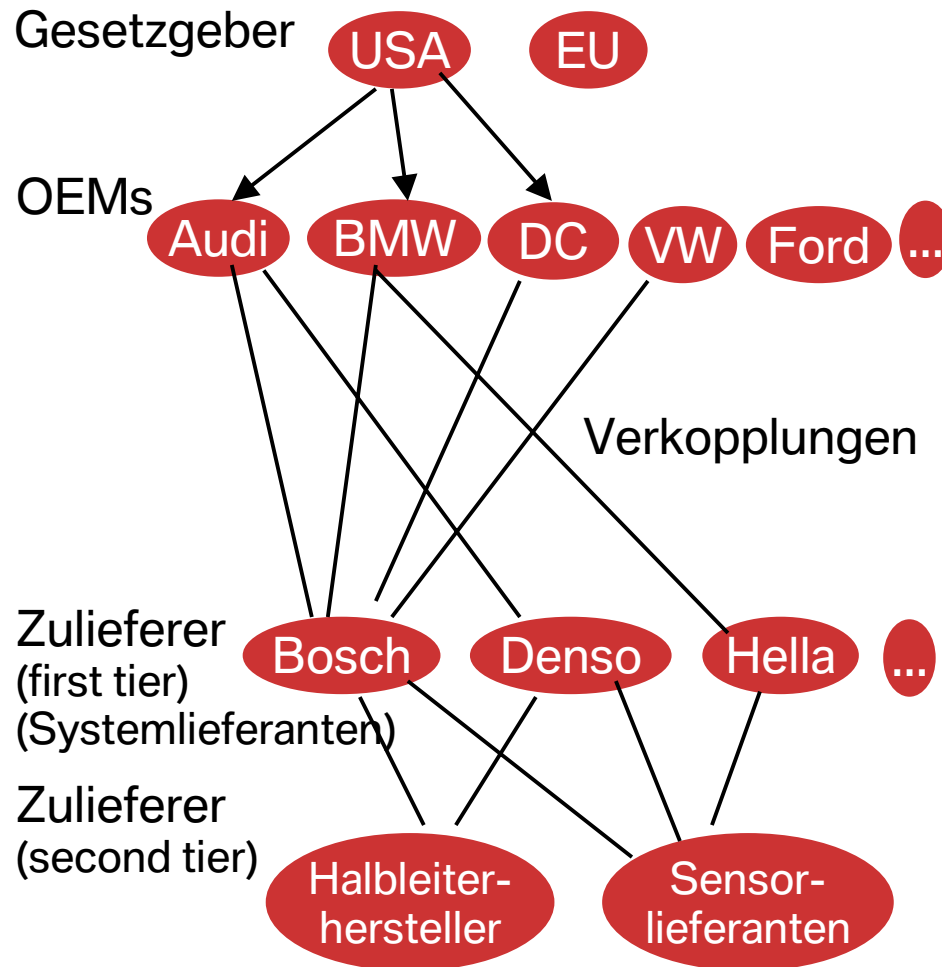 Gesetzgeber
USA
EU
OEMs
Audi
BMW
DC
VW
Ford
...
Verkopplungen
Zulieferer
(first tier)
(Systemlieferanten)
Bosch
Denso
Hella
...
Zulieferer
(second tier)
Halbleiter-
hersteller
Sensor-
lieferanten